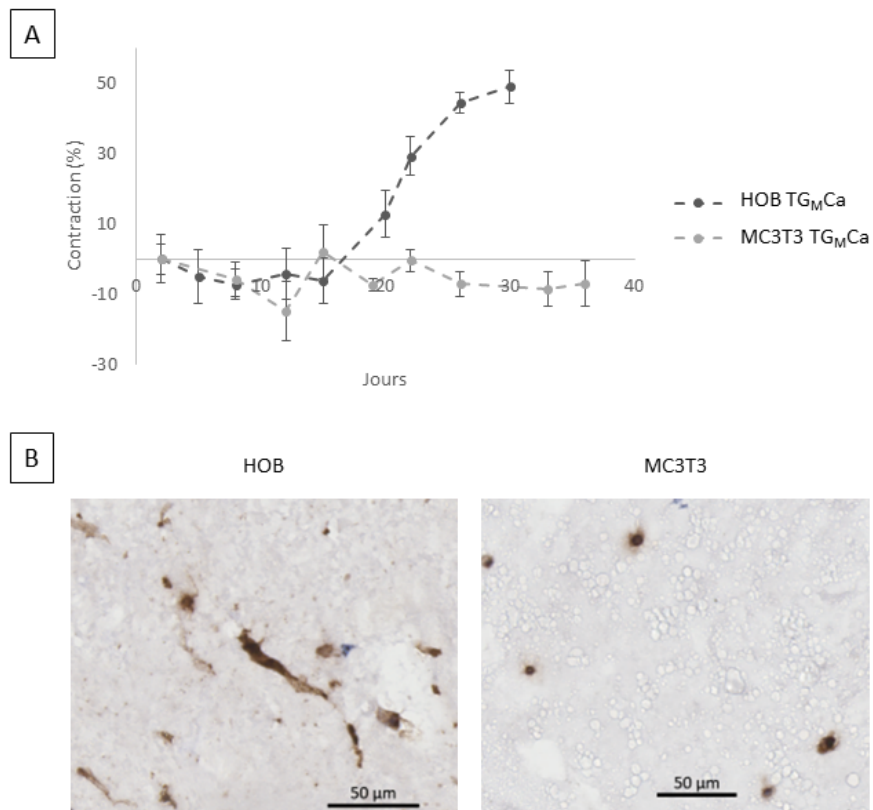 A
50
30
10
-10
-30
0
10
20
30
40
Contraction (%)
Jours
HOB TGMCa
MC3T3 TGMCa
B
HOB
MC3T3
50 µm
50 µm